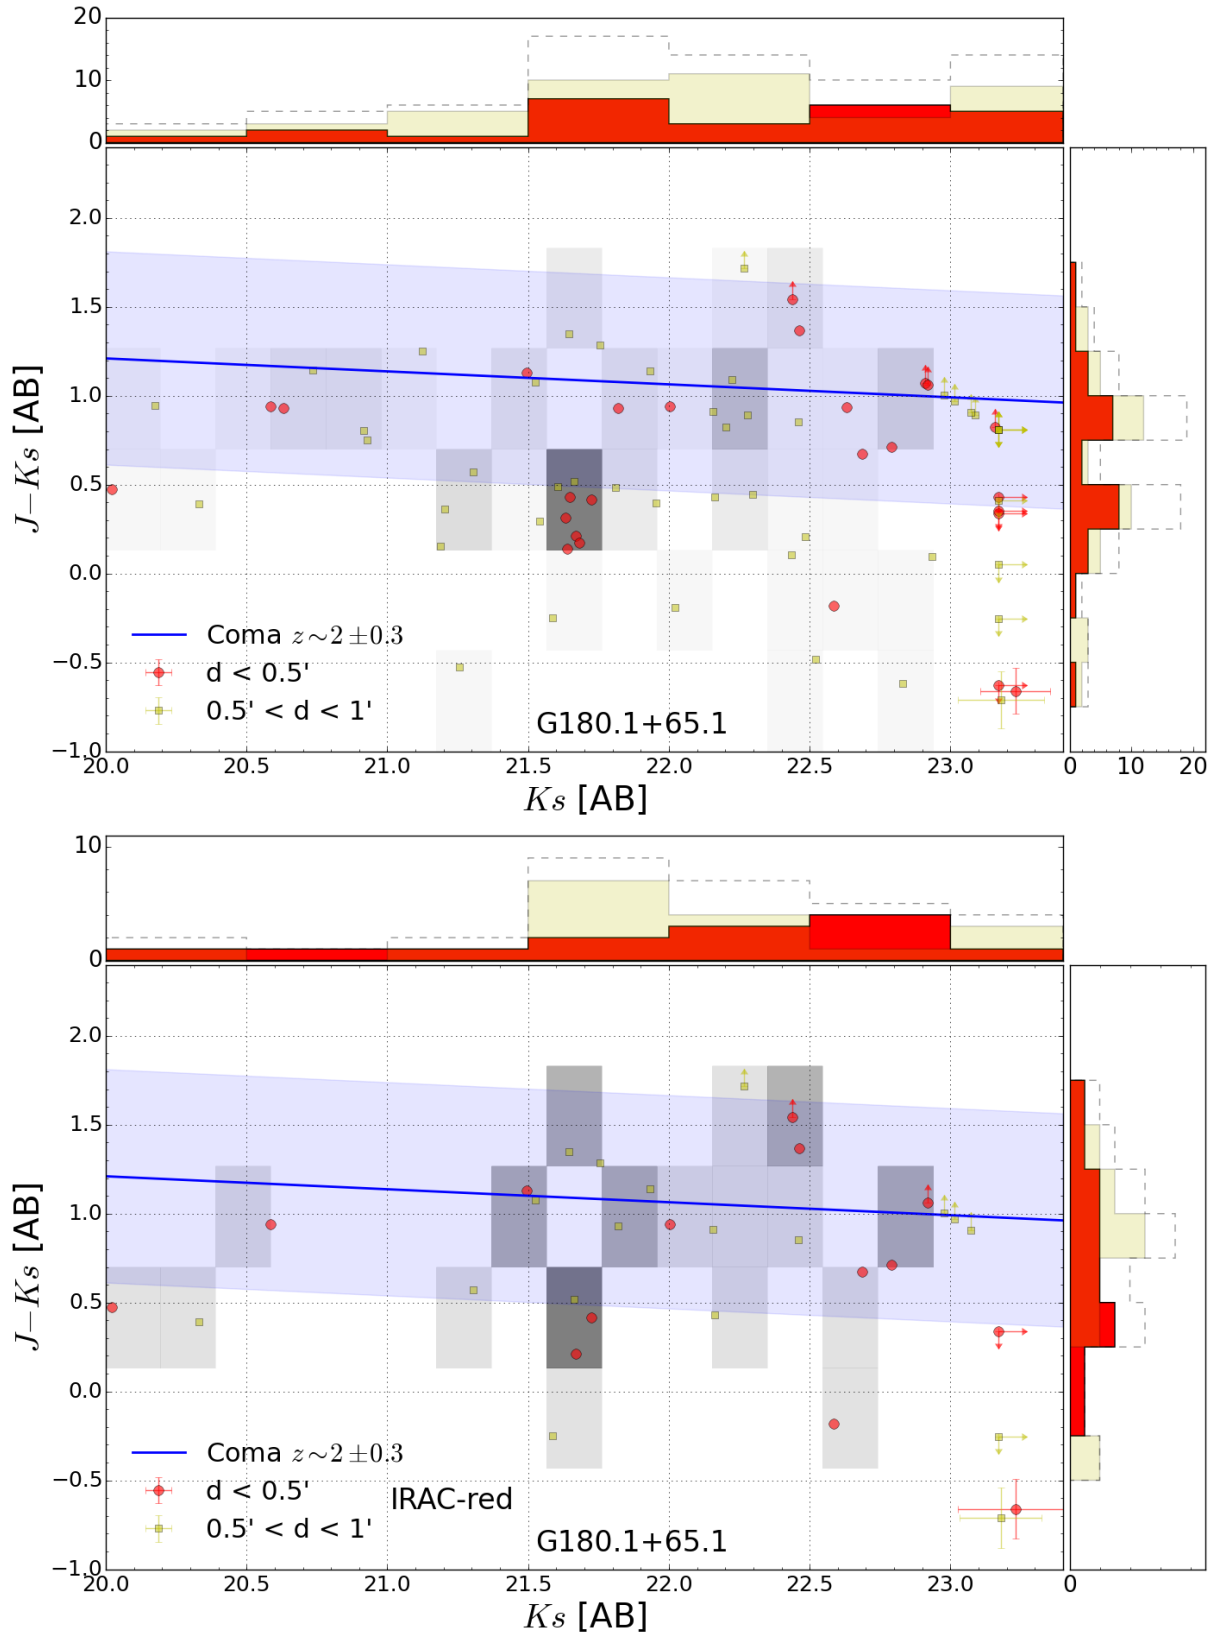 20
10
0
2.0
1.5
1.0
0.5
0.0
−0.5
−1.0
J−Ks [AB]
Coma z∼2±0.3
d < 0.5'
0.5' < d < 1'
G180.1+65.1
20.0 20.5 21.0 21.5 22.0 22.5 23.0
0 10 20
Ks [AB]
10
0
2.0
1.5
1.0
0.5
0.0
−0.5
−1.0
J−Ks [AB]
Coma z∼2±0.3
d < 0.5'
IRAC-red
0.5' < d < 1'
G180.1+65.1
20.0 20.5 21.0 21.5 22.0 22.5 23.0
0
Ks [AB]